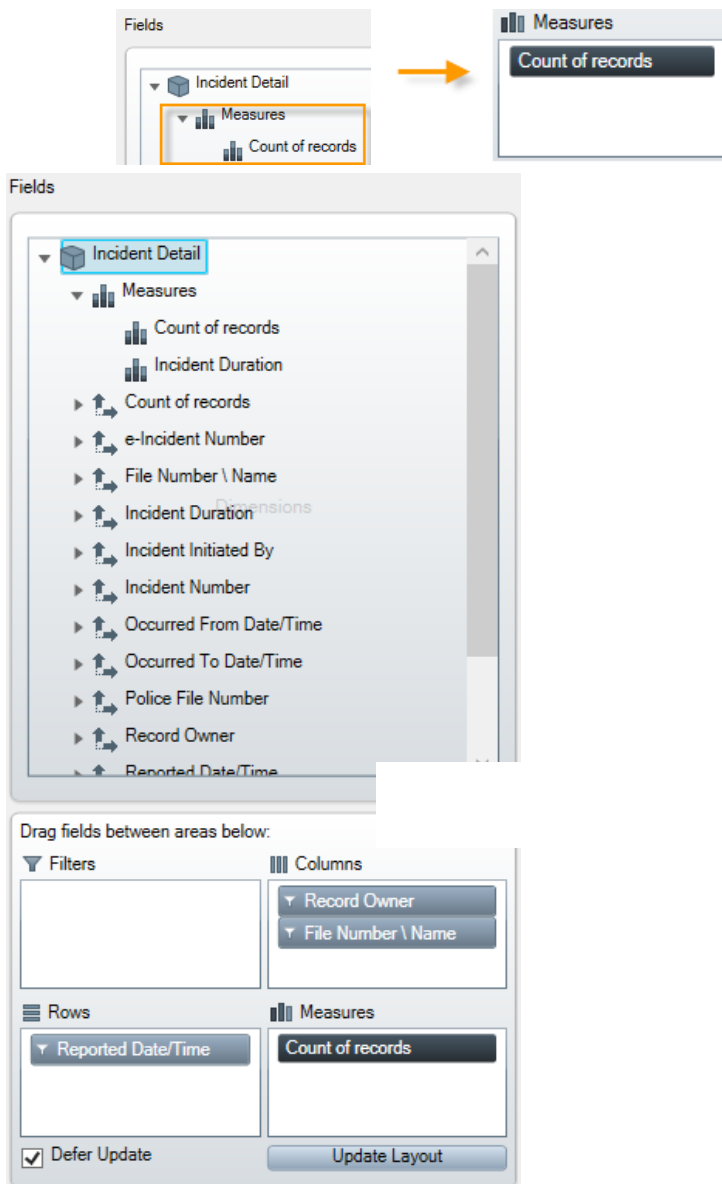 Fields
Measures
Incident Detail
Measures
Count of records
Count of records
Fields
Incident Detail
Measures
Count of records
Incident Duration
Count of records
e-Incident Number
File Number \ Name
Dimensions
Incident Duration
Incident Initiated By
Incident Number
Occurred From Date/Time
Occurred To Date/Time
Police File Number
Record Owner
Reported Date/Time
Drag fields between areas below:
Filters
Columns
Record Owner
File Number \ Name
Rows
Measures
Reported Date/Time
Count of records
Defer Update
Update Layout